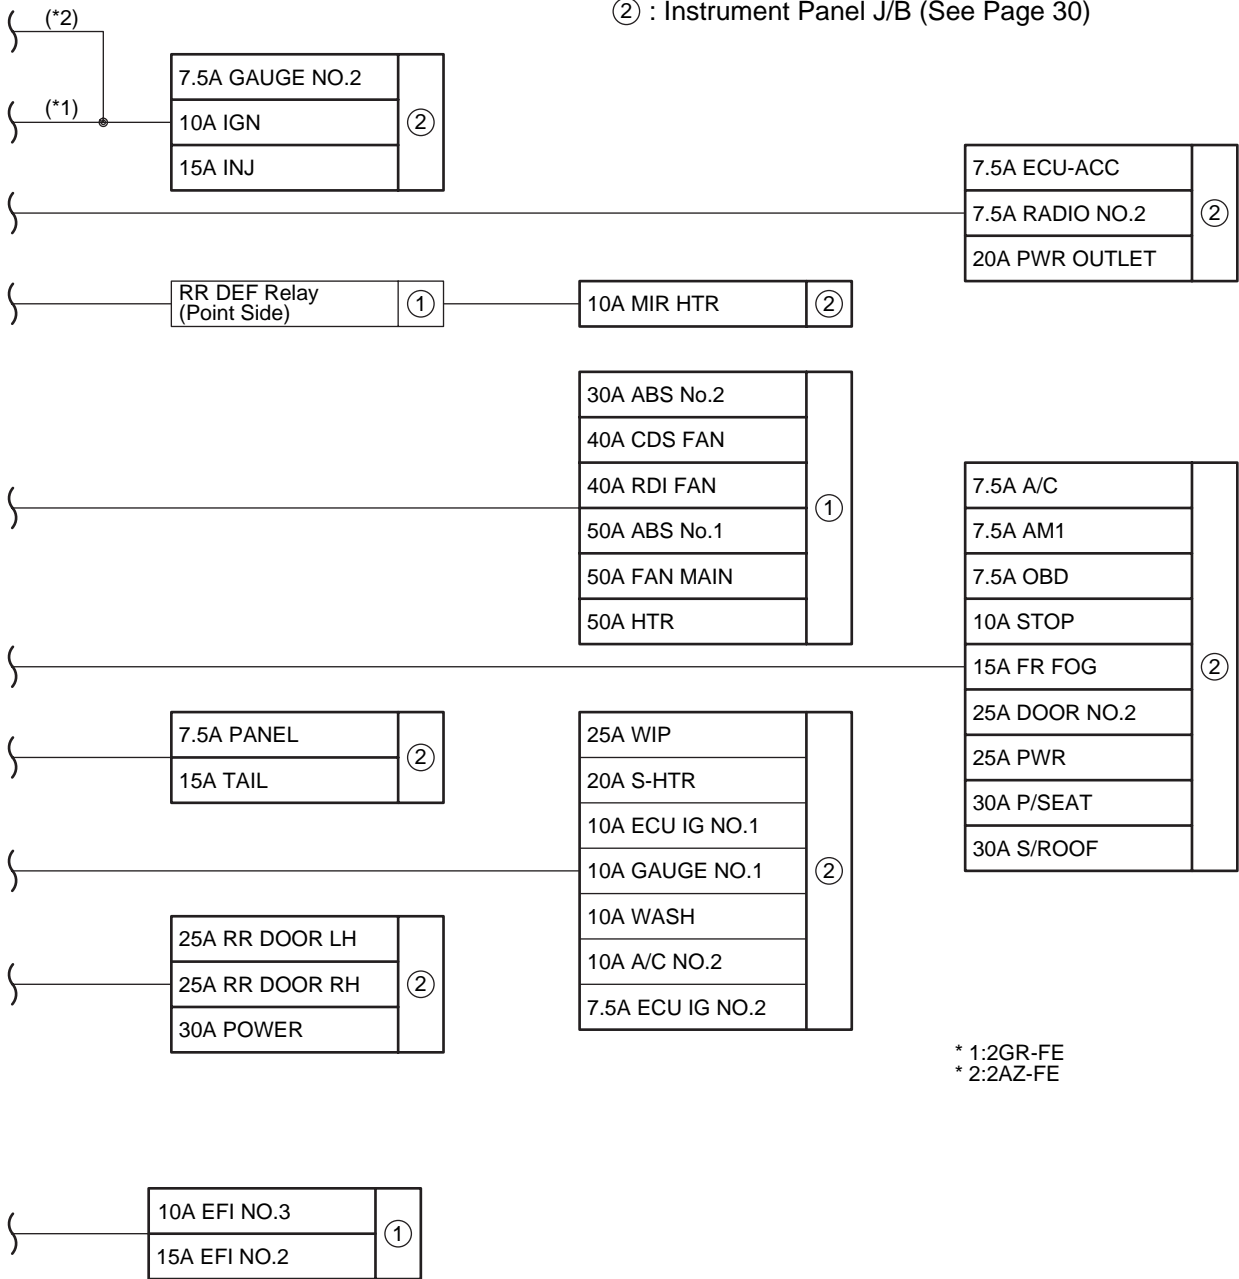 ② : Instrument Panel J/B (See Page 30)
(*2)
(*1)
7.5A GAUGE NO.2
10A IGN
15A INJ
②
7.5A ECU-ACC
7.5A RADIO NO.2
20A PWR OUTLET
②
RR DEF Relay
(Point Side)
①
10A MIR HTR
②
30A ABS No.2
40A CDS FAN
40A RDI FAN
50A ABS No.1
50A FAN MAIN
50A HTR
①
7.5A A/C
7.5A AM1
7.5A OBD
10A STOP
15A FR FOG
25A DOOR NO.2
25A PWR
30A P/SEAT
30A S/ROOF
②
7.5A PANEL
15A TAIL
②
25A WIP
20A S-HTR
10A ECU IG NO.1
10A GAUGE NO.1
10A WASH
10A A/C NO.2
7.5A ECU IG NO.2
②
25A RR DOOR LH
25A RR DOOR RH
30A POWER
②
* 1:2GR-FE
* 2:2AZ-FE
10A EFI NO.3
15A EFI NO.2
①